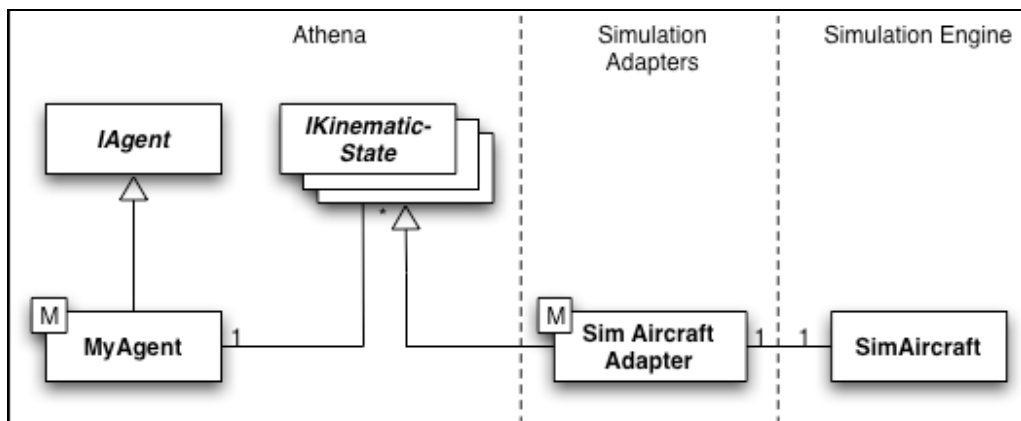 Athena
Simulation
Adapters
Simulation Engine
IAgent
IKinematic-
State
*
M
MyAgent
1
M
Sim Aircraft
Adapter
1
1
SimAircraft